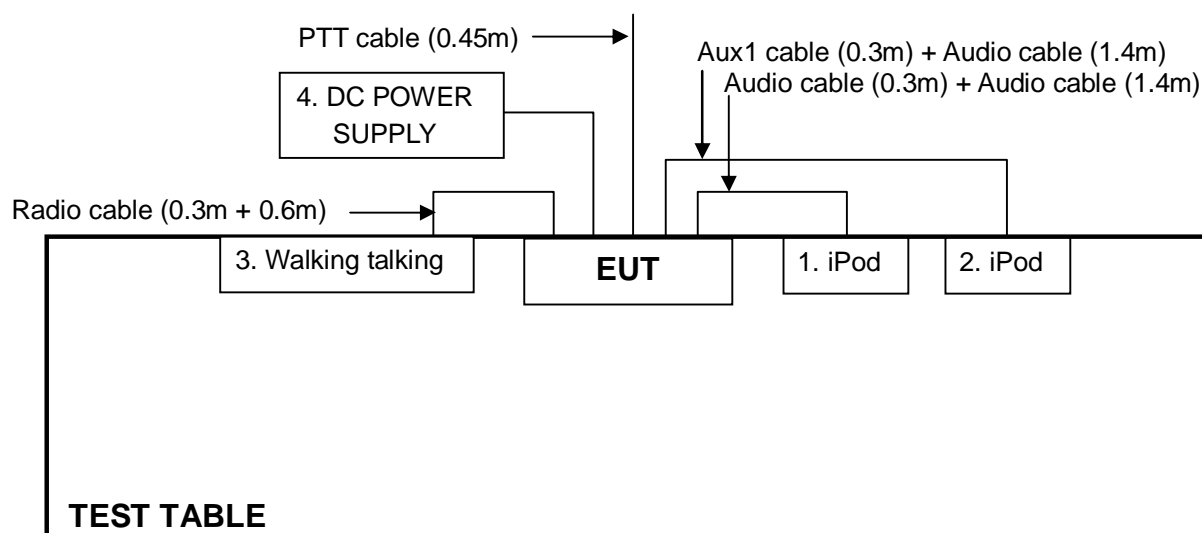 PTT cable (0.45m)
Aux1 cable (0.3m) + Audio cable (1.4m)
Audio cable (0.3m) + Audio cable (1.4m)
4. DC POWER
SUPPLY
Radio cable (0.3m + 0.6m)
3. Walking talking
EUT
1. iPod
2. iPod
TEST TABLE